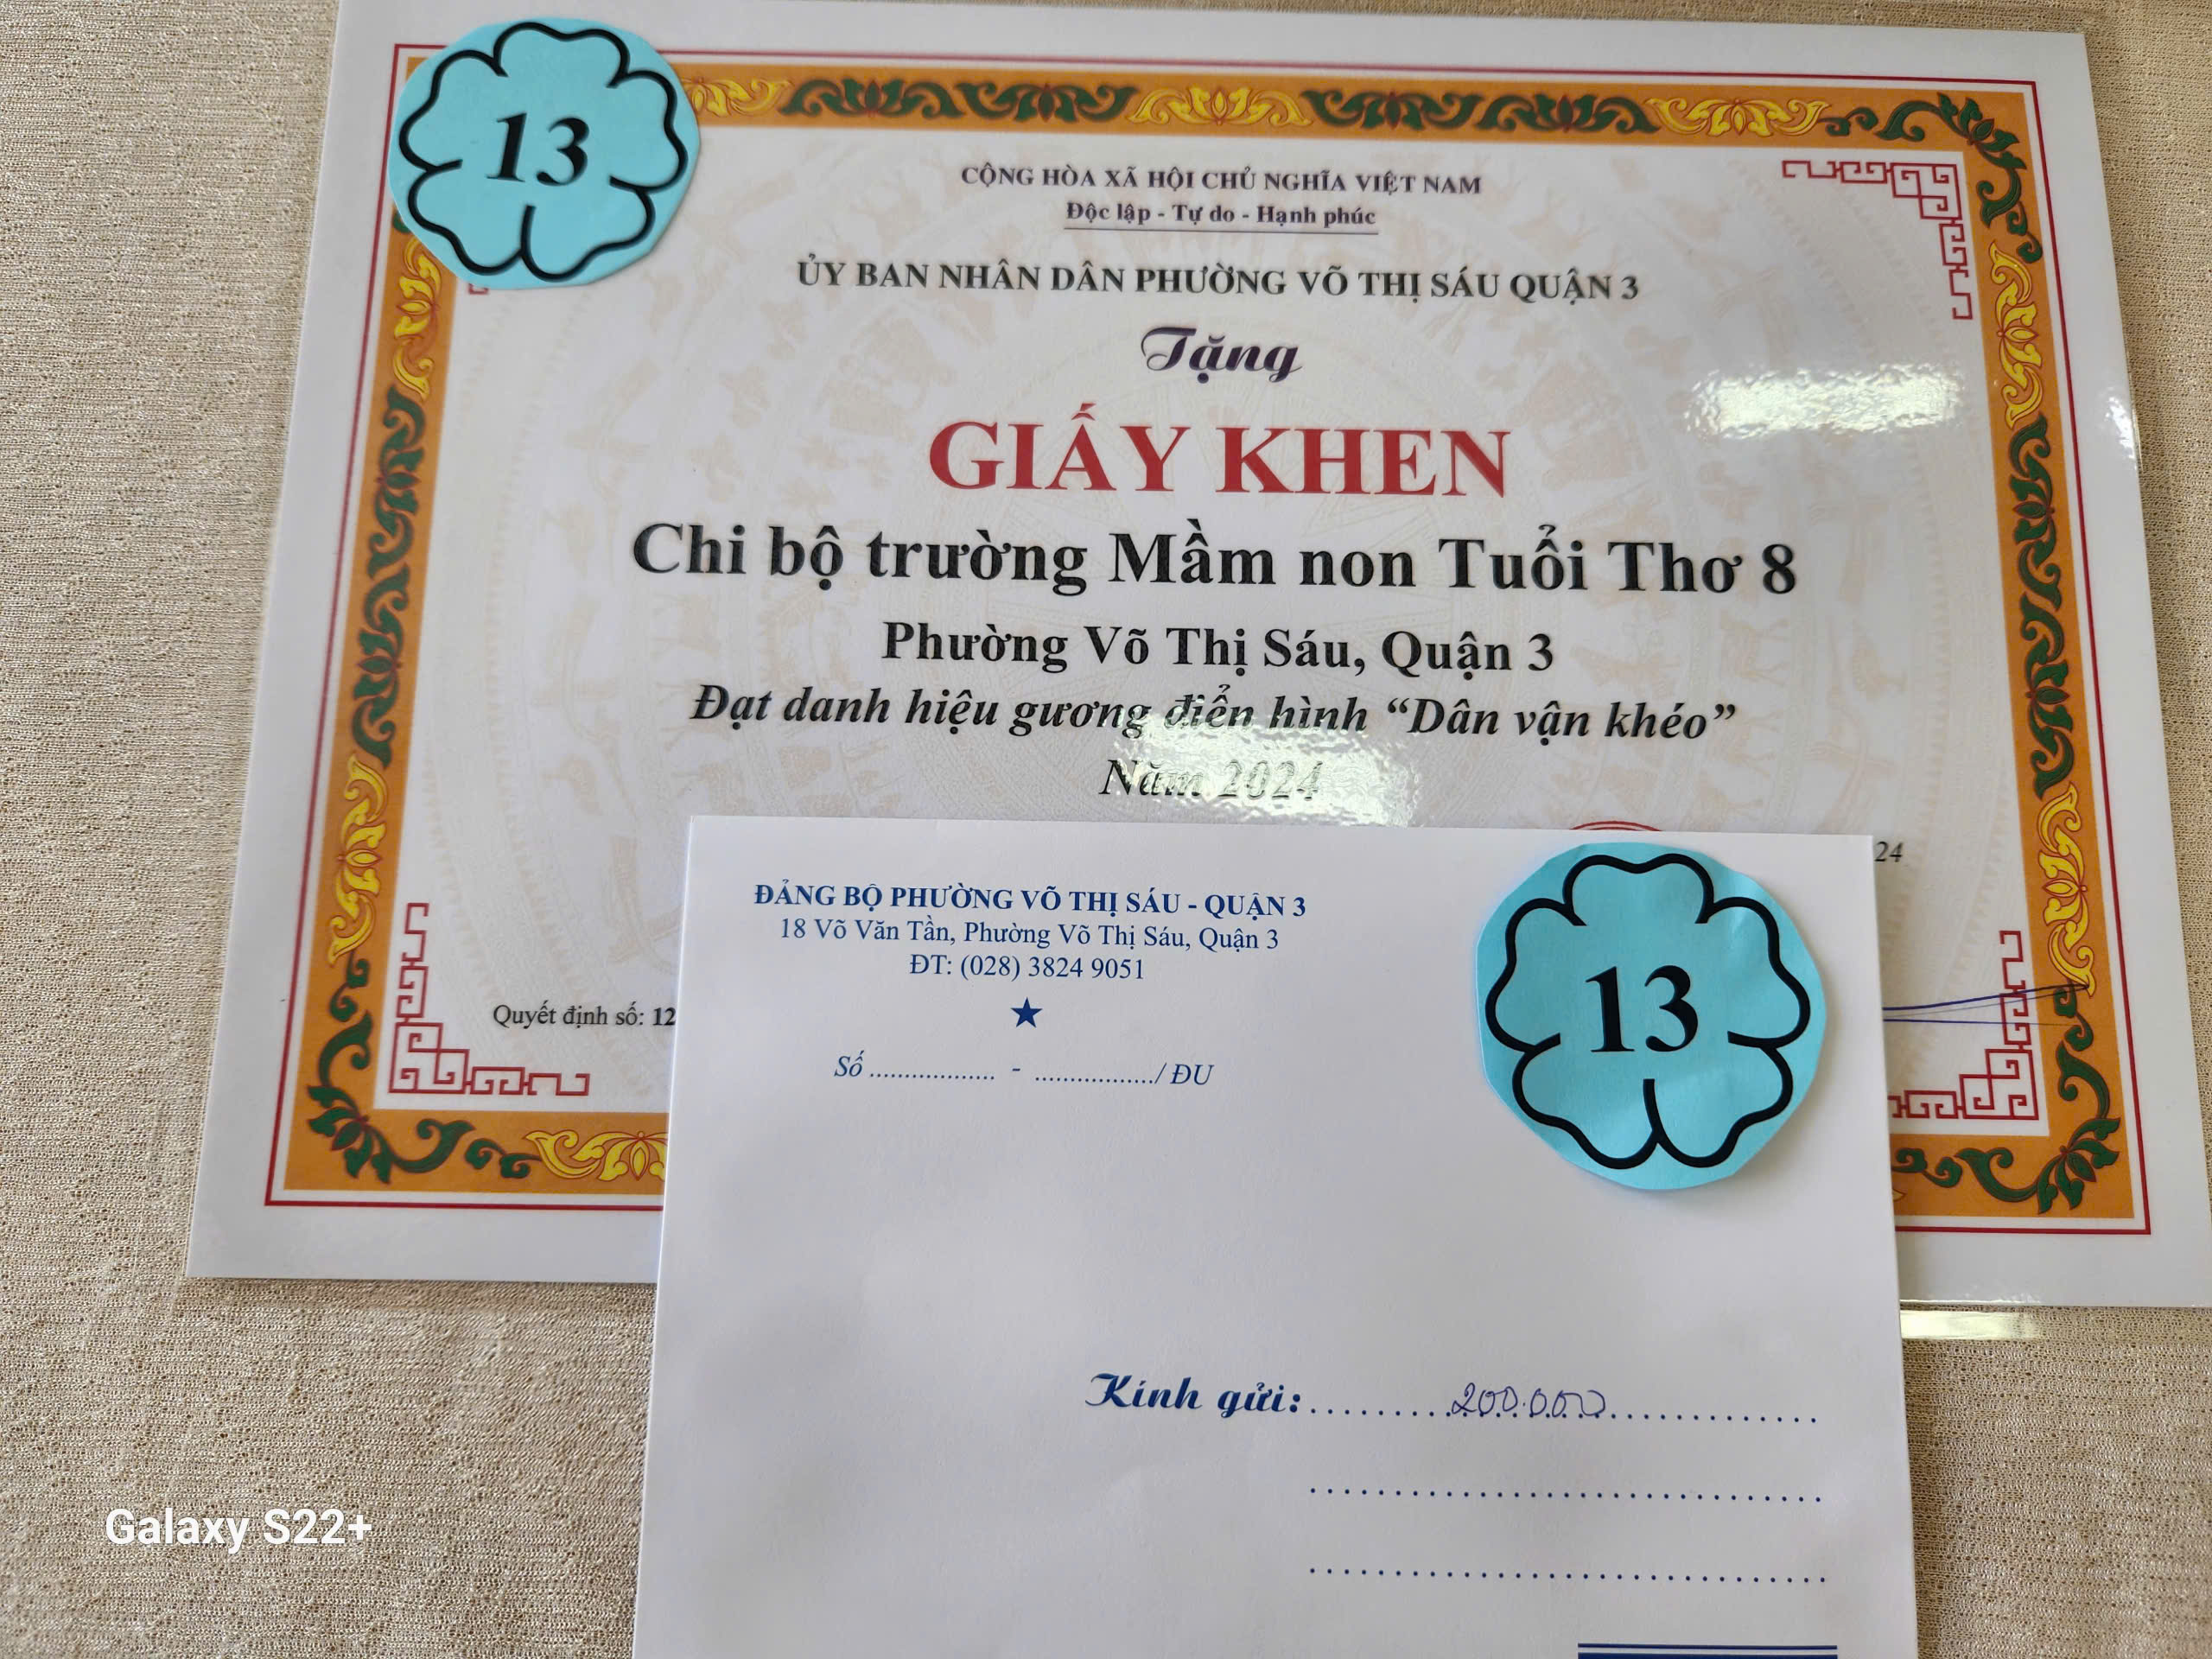 13
CỘNG HÒA XÃ HỘI CHỦ NGHĨA VIỆT NAM
Độc lập - Tự do - Hạnh phúc
ỦY BAN NHÂN DÂN PHƯỜNG VÕ THỊ SÁU QUẬN 3
Tặng
GIẤY KHEN
Chi bộ trường Mầm non Tuổi Thơ 8
Phường Võ Thị Sáu, Quận 3
Đạt danh hiệu gương điển hình “Dân vận khéo”
Năm 2024
24
Quyết định số: 12
ĐẢNG BỘ PHƯỜNG VÕ THỊ SÁU - QUẬN 3
18 Võ Văn Tần, Phường Võ Thị Sáu, Quận 3
ĐT: (028) 3824 9051
Số .................. - ................./ ĐU
13
Kính gửi:..........200.000...............
Galaxy S22+